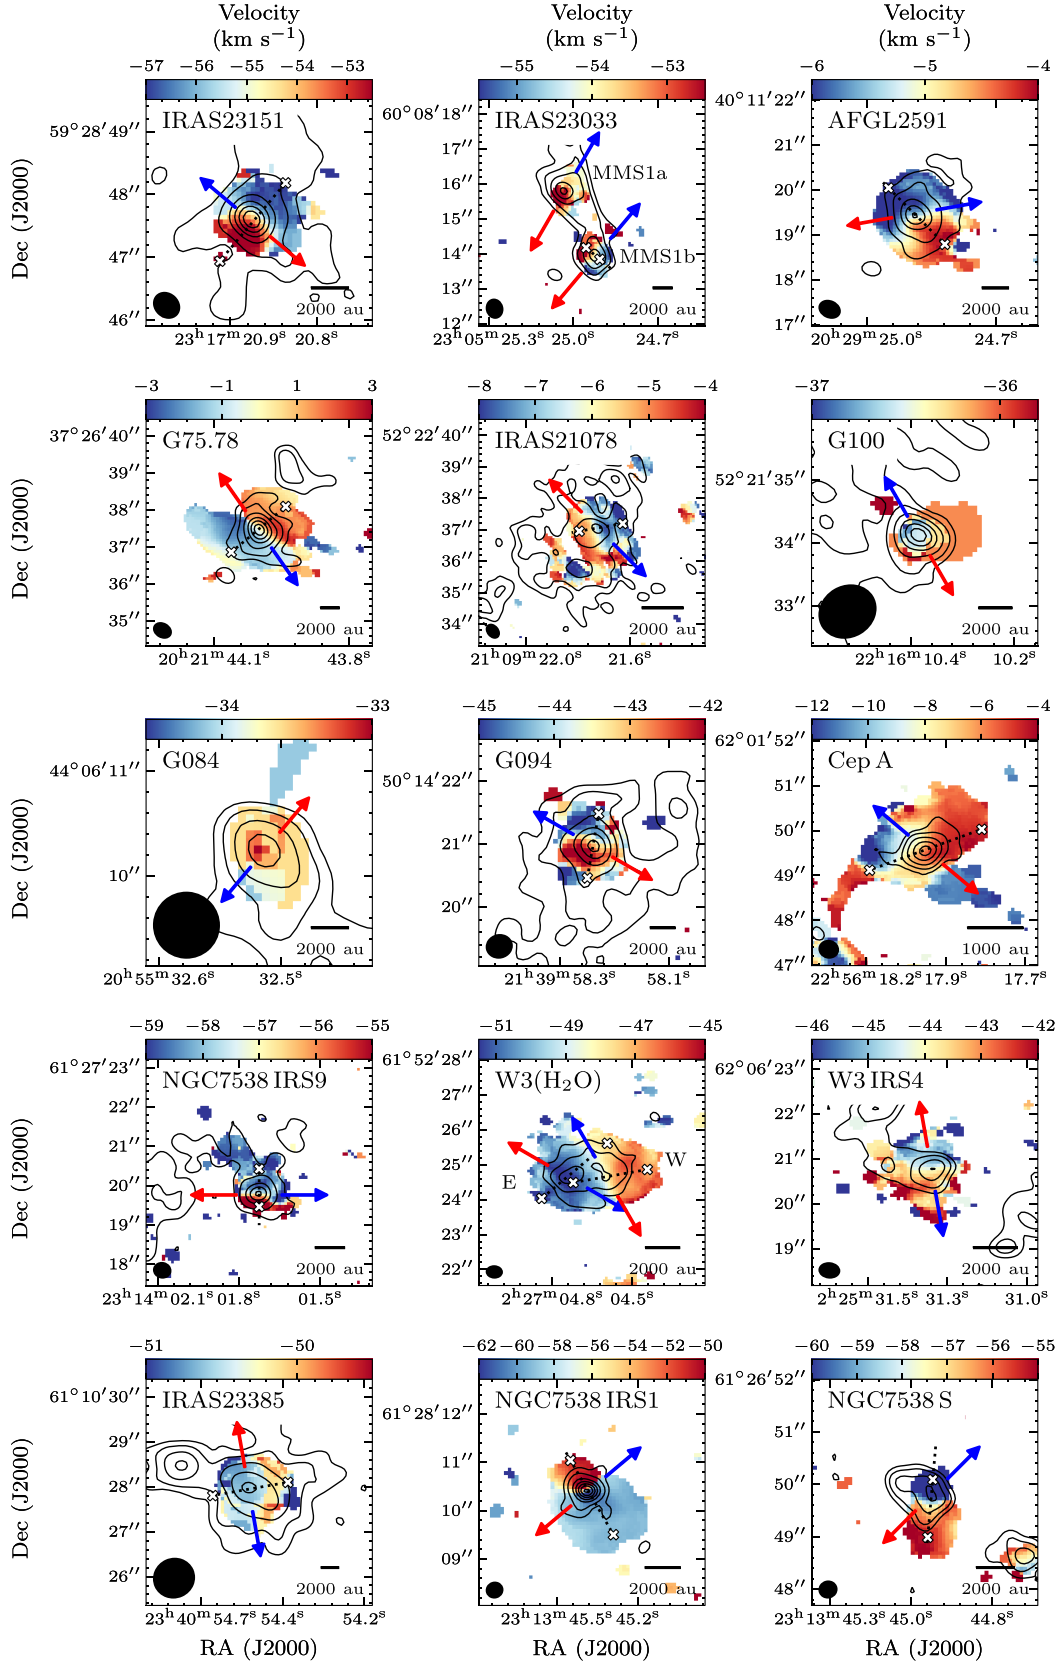 Velocity Velocity Velocity
(km s⁻¹) (km s⁻¹) (km s⁻¹)
−57 −56 −55 −54 −53 −55 −54 −53 −6 −5 −4
IRAS23151 IRAS23033 AFGL2591
59°28′49″ 48″ 47″ 46″
60°08′18″ 17″ 16″ 15″ 14″ 13″ 12″
40°11′22″ 21″ 20″ 19″ 18″ 17″
MMS1a
MMS1b
Dec (J2000)
2000 au 2000 au 2000 au
23ʰ17ᵐ20.9ˢ 20.8ˢ 23ʰ05ᵐ25.3ˢ 25.0ˢ 24.7ˢ 20ʰ29ᵐ25.0ˢ 24.7ˢ
−3 −1 1 3 −8 −7 −6 −5 −4 −37 −36
G75.78 IRAS21078 G100
37°26′40″ 39″ 38″ 37″ 36″ 35″
52°22′40″ 39″ 38″ 37″ 36″ 35″ 34″
52°21′35″ 34″ 33″
Dec (J2000)
2000 au 2000 au 2000 au
20ʰ21ᵐ44.1ˢ 43.8ˢ 21ʰ09ᵐ22.0ˢ 21.6ˢ 22ʰ16ᵐ10.4ˢ 10.2ˢ
−34 −33 −45 −44 −43 −42 −12 −10 −8 −6 −4
G084 G094 Cep A
44°06′11″ 10″
50°14′22″ 21″ 20″
62°01′52″ 51″ 50″ 49″ 48″ 47″
Dec (J2000)
2000 au 2000 au 1000 au
20ʰ55ᵐ32.6ˢ 32.5ˢ 21ʰ39ᵐ58.3ˢ 58.1ˢ 22ʰ56ᵐ18.2ˢ 17.9ˢ 17.7ˢ
−59 −58 −57 −56 −55 −51 −49 −47 −45 −46 −45 −44 −43 −42
NGC7538 IRS9 W3(H₂O) W3 IRS4
61°27′23″ 22″ 21″ 20″ 19″ 18″
61°52′28″ 27″ 26″ 25″ 24″ 23″ 22″
62°06′23″ 22″ 21″ 20″ 19″
E W
Dec (J2000)
2000 au 2000 au 2000 au
23ʰ14ᵐ02.1ˢ 01.8ˢ 01.5ˢ 2ʰ27ᵐ04.8ˢ 04.5ˢ 2ʰ25ᵐ31.5ˢ 31.3ˢ 31.0ˢ
−51 −50 −62 −60 −58 −56 −54 −52 −50 −60 −59 −58 −57 −56 −55
IRAS23385 NGC7538 IRS1 NGC7538 S
61°10′30″ 29″ 28″ 27″ 26″
61°28′12″ 11″ 10″ 09″
61°26′52″ 51″ 50″ 49″ 48″
Dec (J2000)
2000 au 2000 au 2000 au
23ʰ40ᵐ54.7ˢ 54.4ˢ 54.2ˢ 23ʰ13ᵐ45.5ˢ 45.2ˢ 23ʰ13ᵐ45.3ˢ 45.0ˢ 44.8ˢ
RA (J2000) RA (J2000) RA (J2000)